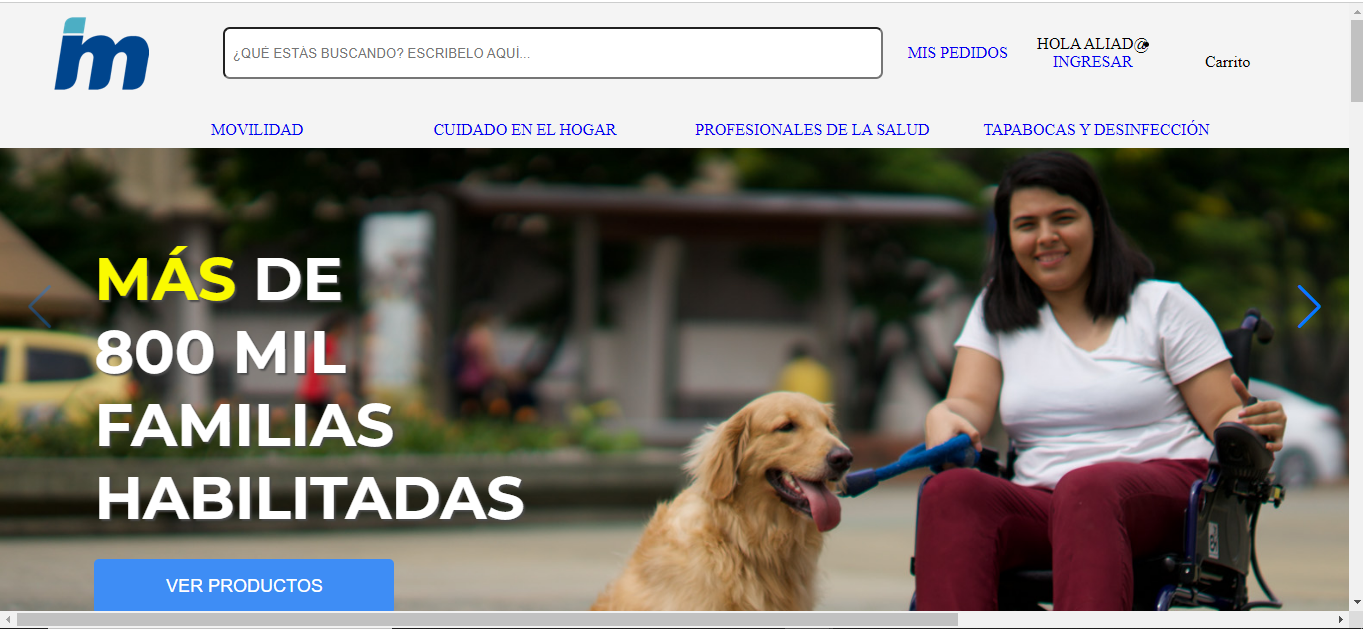 im
¿QUÉ ESTÁS BUSCANDO? ESCRIBELO AQUÍ...
MIS PEDIDOS
HOLA ALIAD@
INGRESAR
Carrito
MOVILIDAD
CUIDADO EN EL HOGAR
PROFESIONALES DE LA SALUD
TAPABOCAS Y DESINFECCIÓN
MÁS DE
800 MIL
FAMILIAS
HABILITADAS
VER PRODUCTOS